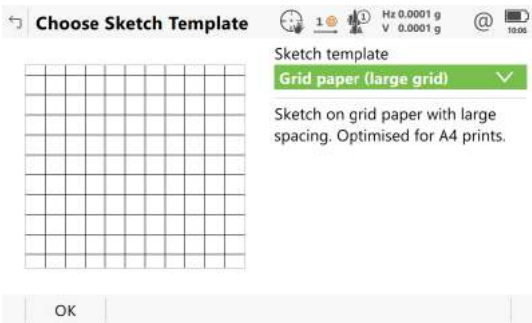 Choose Sketch Template
1
1
Hz 0.0001 g
V 0.0001 g
@
10:06
Sketch template
Grid paper (large grid)
Sketch on grid paper with large
spacing. Optimised for A4 prints.
OK